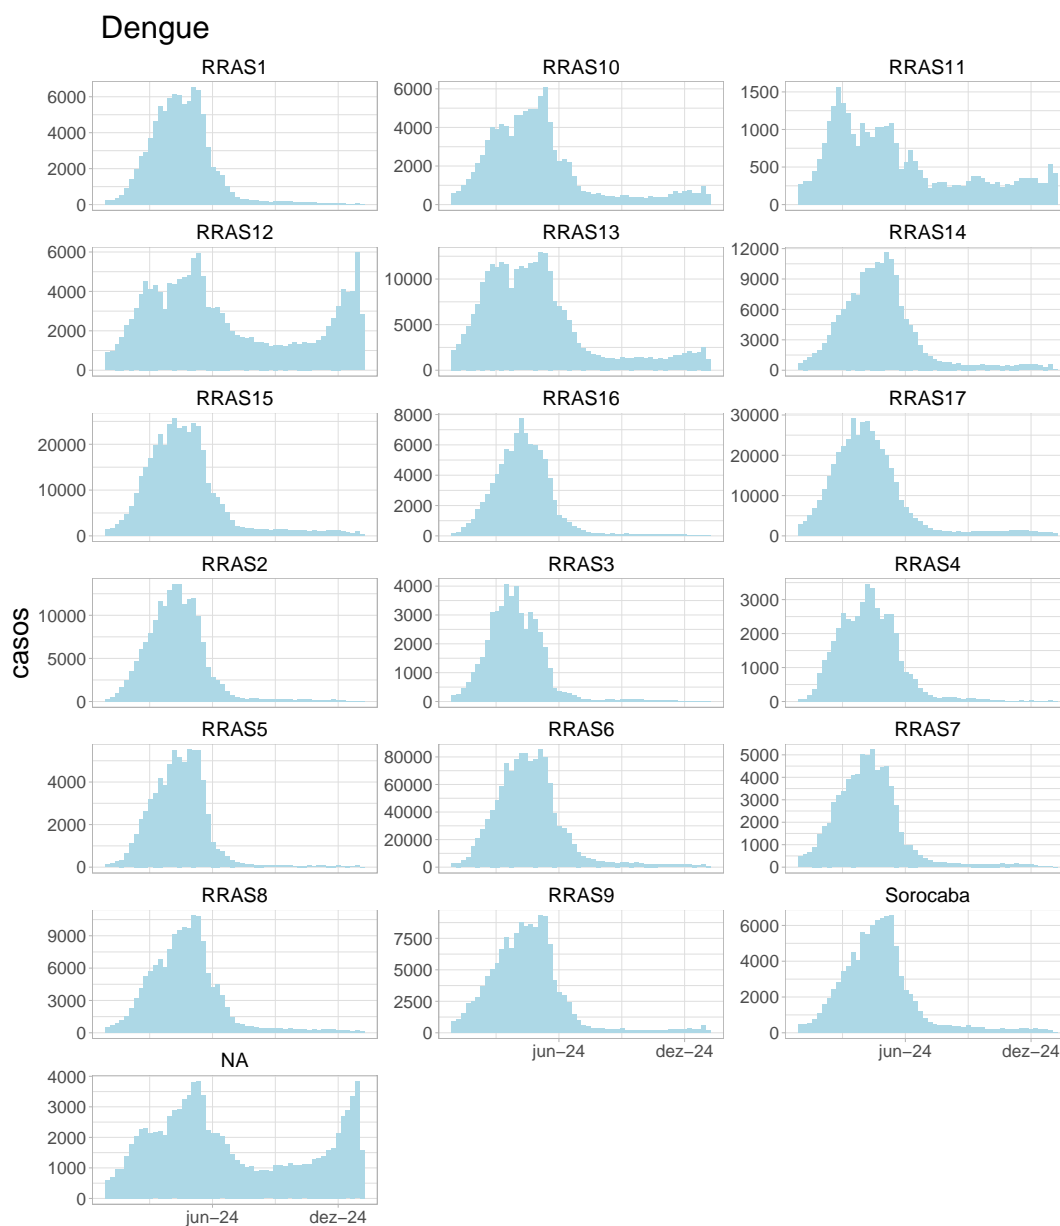 Dengue
RRAS1 RRAS10 RRAS11
6000 4000 2000 0
6000 4000 2000 0
1500 1000 500 0
RRAS12 RRAS13 RRAS14
6000 4000 2000 0
10000 5000 0
12000 9000 6000 3000 0
RRAS15 RRAS16 RRAS17
20000 10000 0
8000 6000 4000 2000 0
30000 20000 10000 0
RRAS2 RRAS3 RRAS4
10000 5000 0
4000 3000 2000 1000 0
3000 2000 1000 0
casos
RRAS5 RRAS6 RRAS7
4000 2000 0
80000 60000 40000 20000 0
5000 4000 3000 2000 1000 0
RRAS8 RRAS9 Sorocaba
9000 6000 3000 0
7500 5000 2500 0
6000 4000 2000 0
jun−24 dez−24 jun−24 dez−24
NA
4000 3000 2000 1000 0
jun−24 dez−24